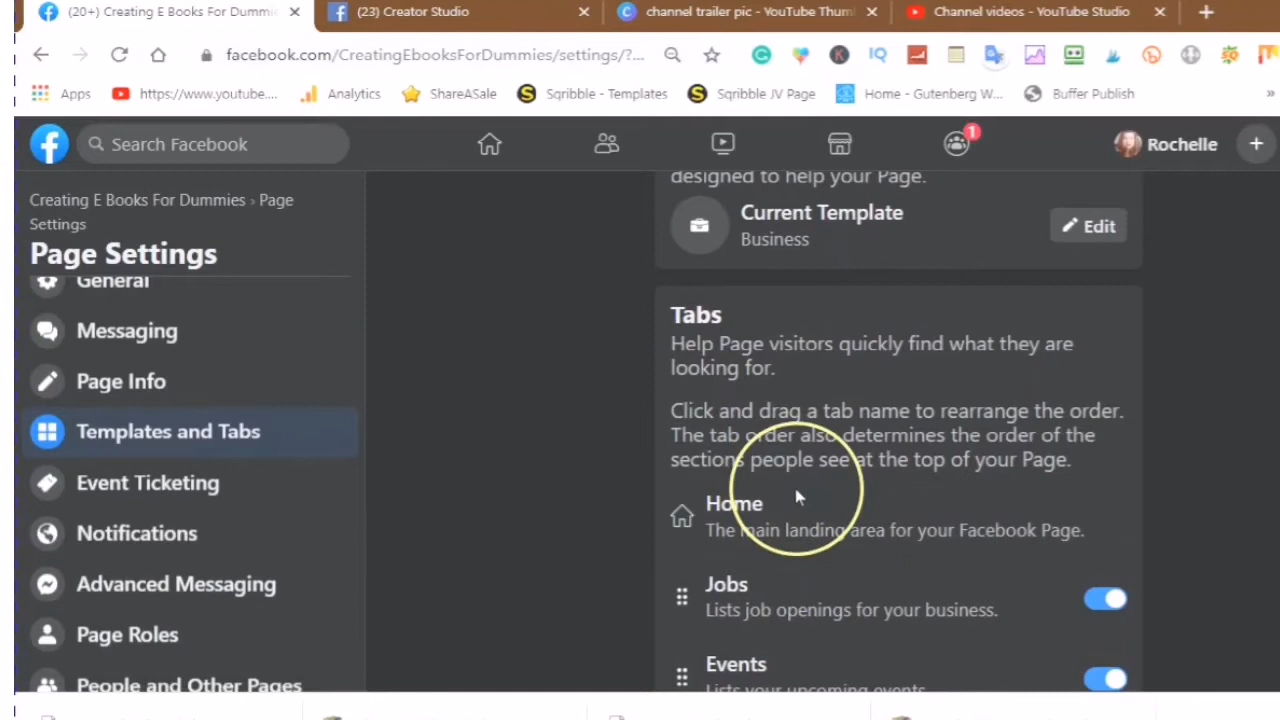 (20+) Creating E Books For Dummi
(23) Creator Studio
channel trailer pic - YouTube Thum
Channel videos - YouTube Studio
facebook.com/CreatingEbooksForDummies/settings/?...
Apps
https://www.youtube....
Analytics
ShareASale
Sqribble - Templates
Sqribble JV Page
Home - Gutenberg W...
Buffer Publish
Search Facebook
1
Rochelle
Creating E Books For Dummies › Page
Settings
Page Settings
General
Messaging
Page Info
Templates and Tabs
Event Ticketing
Notifications
Advanced Messaging
Page Roles
People and Other Pages
designed to help your Page.
Current Template
Business
Edit
Tabs
Help Page visitors quickly find what they are
looking for.
Click and drag a tab name to rearrange the order.
The tab order also determines the order of the
sections people see at the top of your Page.
Home
The main landing area for your Facebook Page.
Jobs
Lists job openings for your business.
Events
Lists your upcoming events.